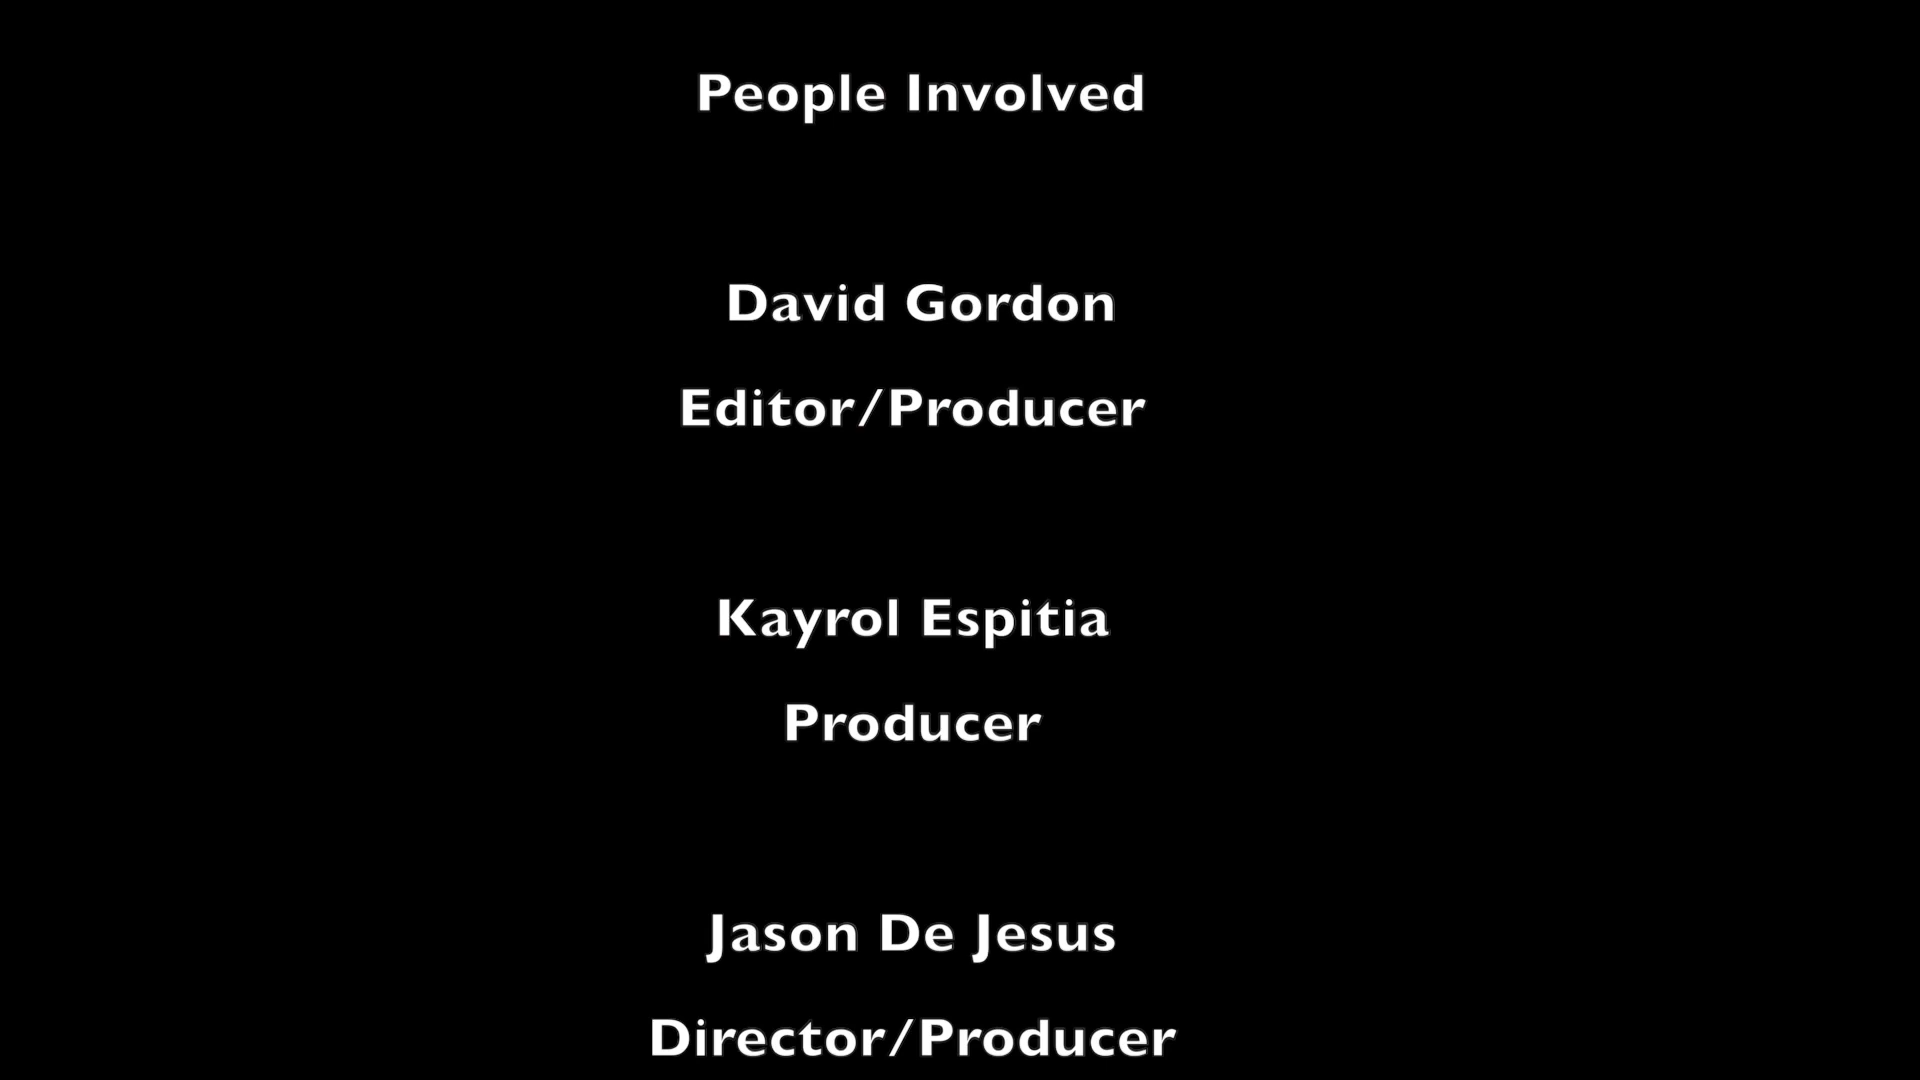 People Involved
David Gordon
Editor/Producer
Kayrol Espitia
Producer
Jason De Jesus
Director/Producer